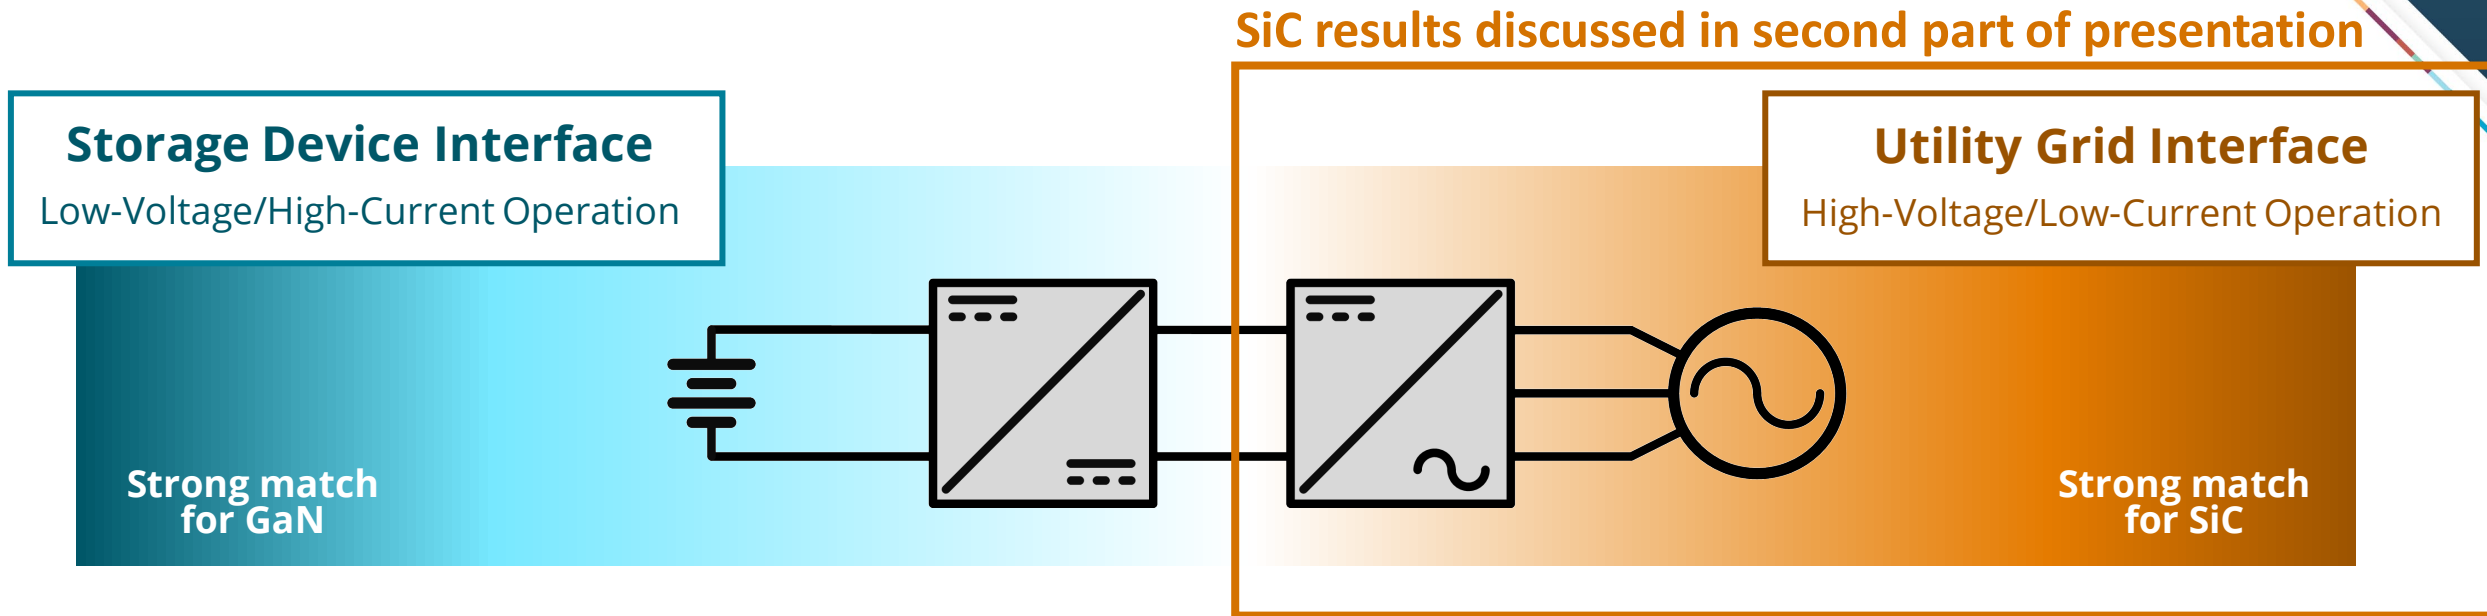 SiC results discussed in second part of presentation
Storage Device Interface
Low-Voltage/High-Current Operation
Utility Grid Interface
High-Voltage/Low-Current Operation
Strong match
for GaN
Strong match
for SiC